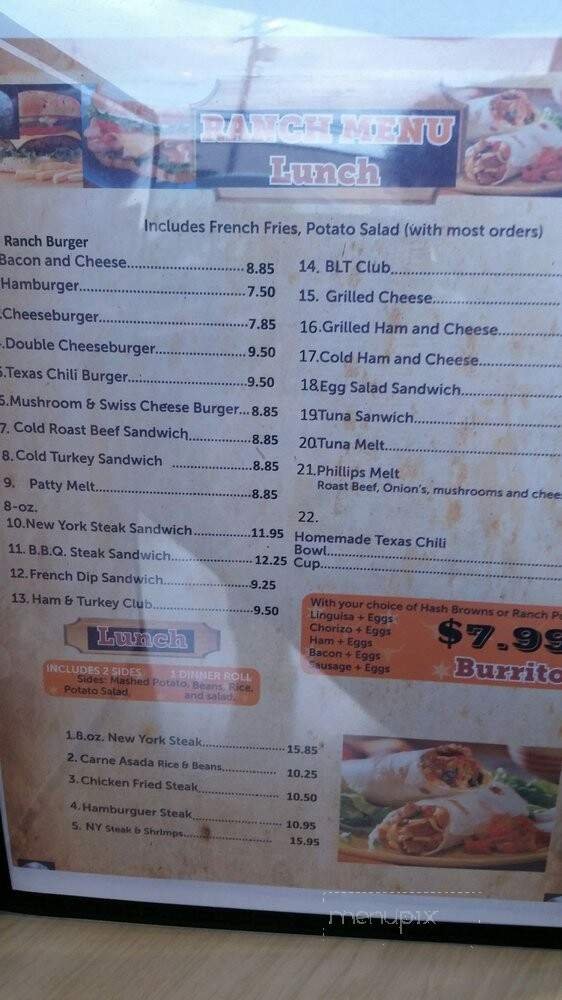 RANCH MENU
Lunch
Includes French Fries, Potato Salad (with most orders)
Ranch Burger
Bacon and Cheese 8.85
Hamburger 7.50
.Cheeseburger 7.85
.Double Cheeseburger 9.50
.Texas Chili Burger 9.50
6.Mushroom & Swiss Cheese Burger... 8.85
7. Cold Roast Beef Sandwich 8.85
8. Cold Turkey Sandwich 8.85
9. Patty Melt 8.85
8-oz.
10.New York Steak Sandwich 11.95
11. B.B.Q. Steak Sandwich 12.25
12. French Dip Sandwich 9.25
13. Ham & Turkey Club 9.50
14. BLT Club
15. Grilled Cheese
16.Grilled Ham and Cheese
17.Cold Ham and Cheese
18.Egg Salad Sandwich
19Tuna Sanwich
20.Tuna Melt
21.Phillips Melt
Roast Beef, Onion's, mushrooms and chee
22.
Homemade Texas Chili
Bowl
Cup
With your choice of Hash Browns or Ranch P
Linguisa + Eggs
Chorizo + Eggs
Ham + Eggs
Bacon + Eggs
Sausage + Eggs
$7.99
Burrito
Lunch
INCLUDES 2 SIDES, 1 DINNER ROLL
Sides: Mashed Potato, Beans, Rice,
Potato Salad, and salad.
1.8.oz. New York Steak 15.85
2. Carne Asada Rice & Beans 10.25
3. Chicken Fried Steak 10.50
4. Hamburguer Steak 10.95
5. NY Steak & Shrimps 15.95
menupix